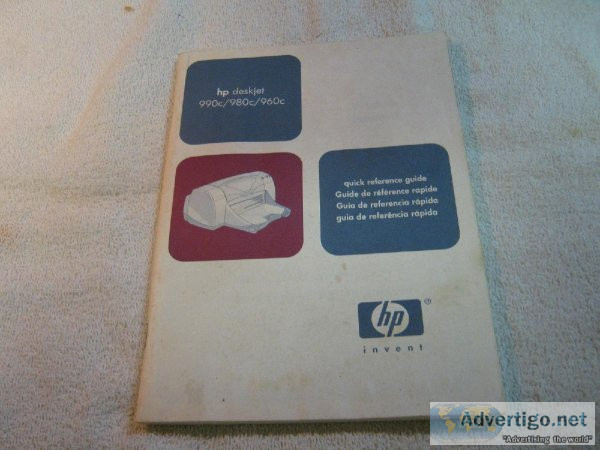 hp deskjet
990c/980c/960c
quick reference guide
Guide de référence rapide
Guía de referencia rápida
guia de referência rápida
hp ®
invent
Advertigo.net
"Advertising the world"